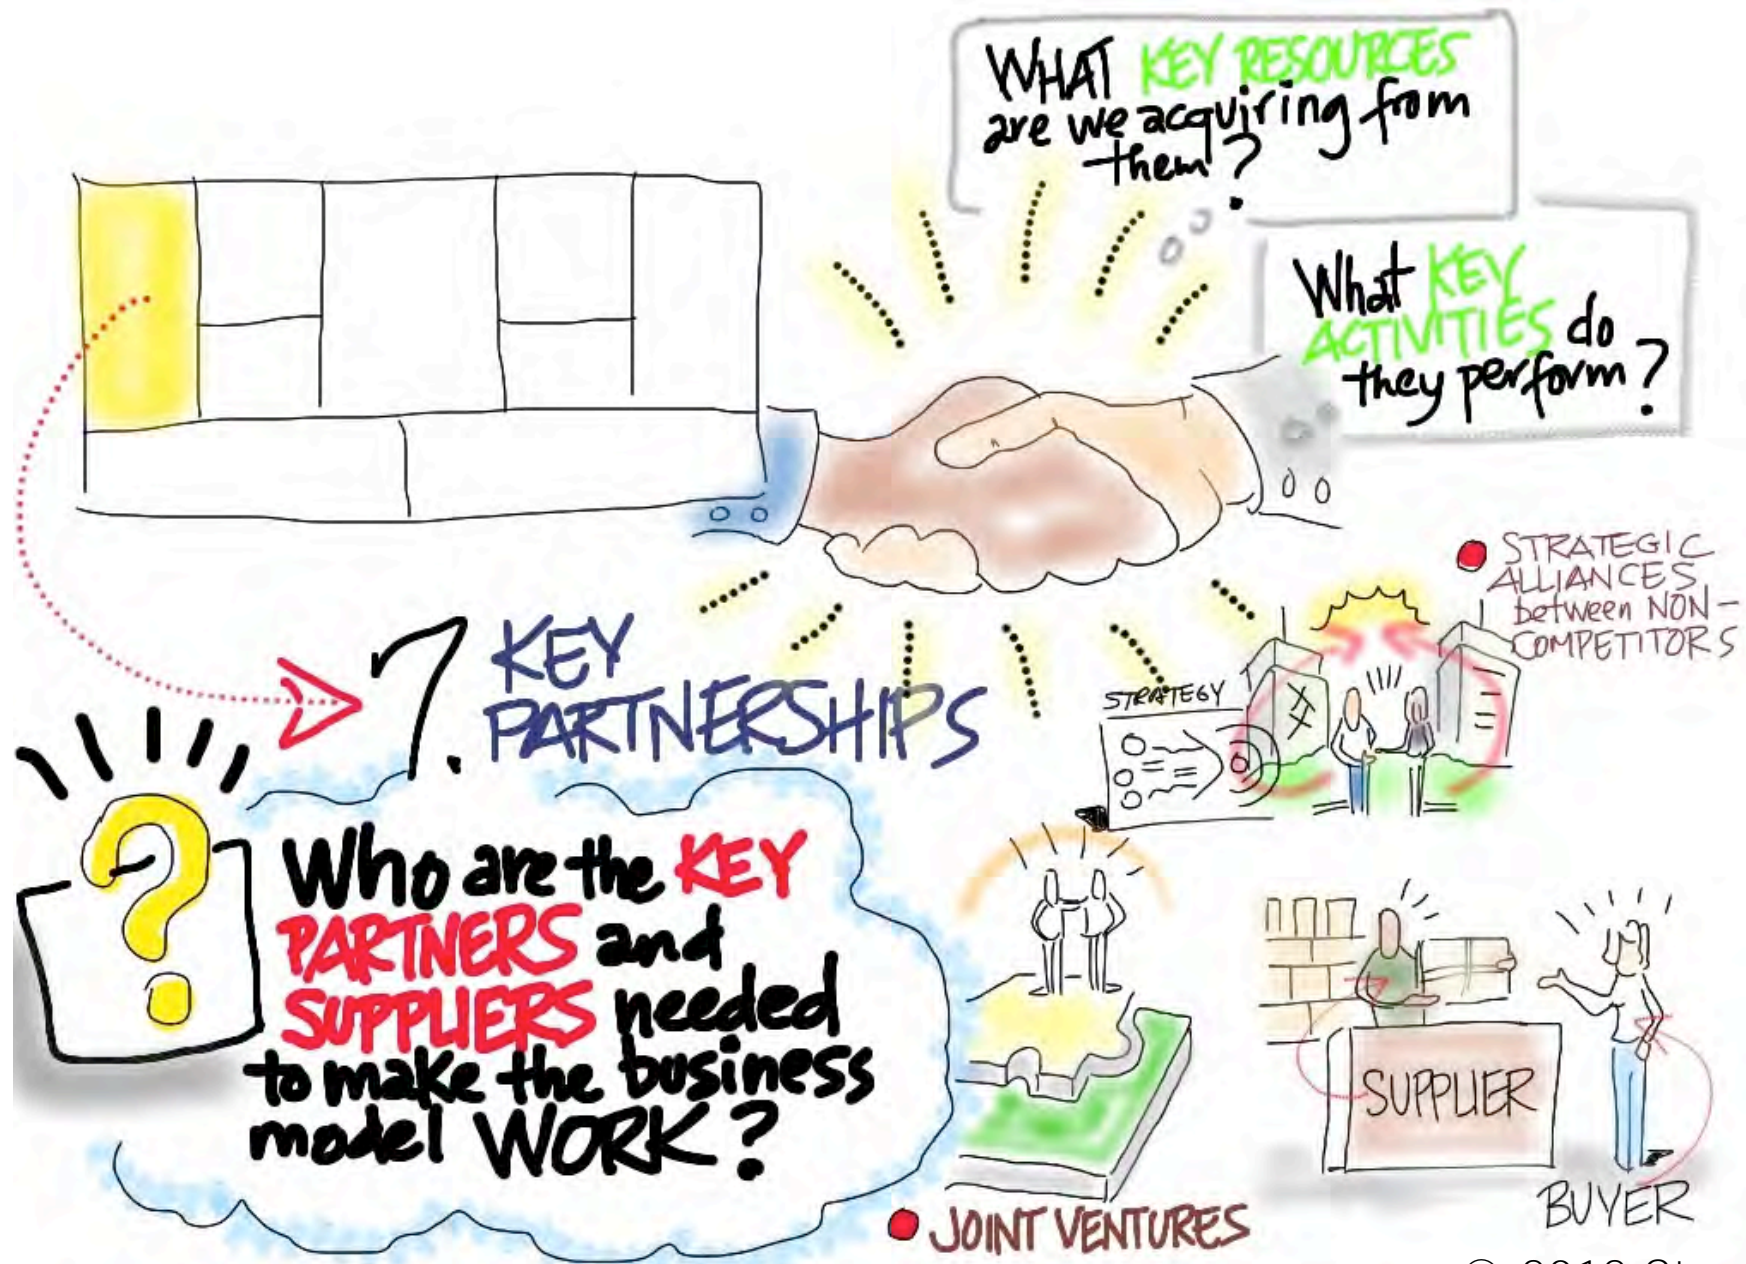 WHAT KEY RESOURCES
are we acquiring from
them?
What KEY
ACTIVITIES do
they perform?
STRATEGIC
ALLIANCES
between NON-
COMPETITORS
7. KEY
PARTNERSHIPS
STRATEGY
Who are the KEY
PARTNERS and
SUPPLIERS needed
to make the business
model WORK?
SUPPLIER
BUYER
JOINT VENTURES